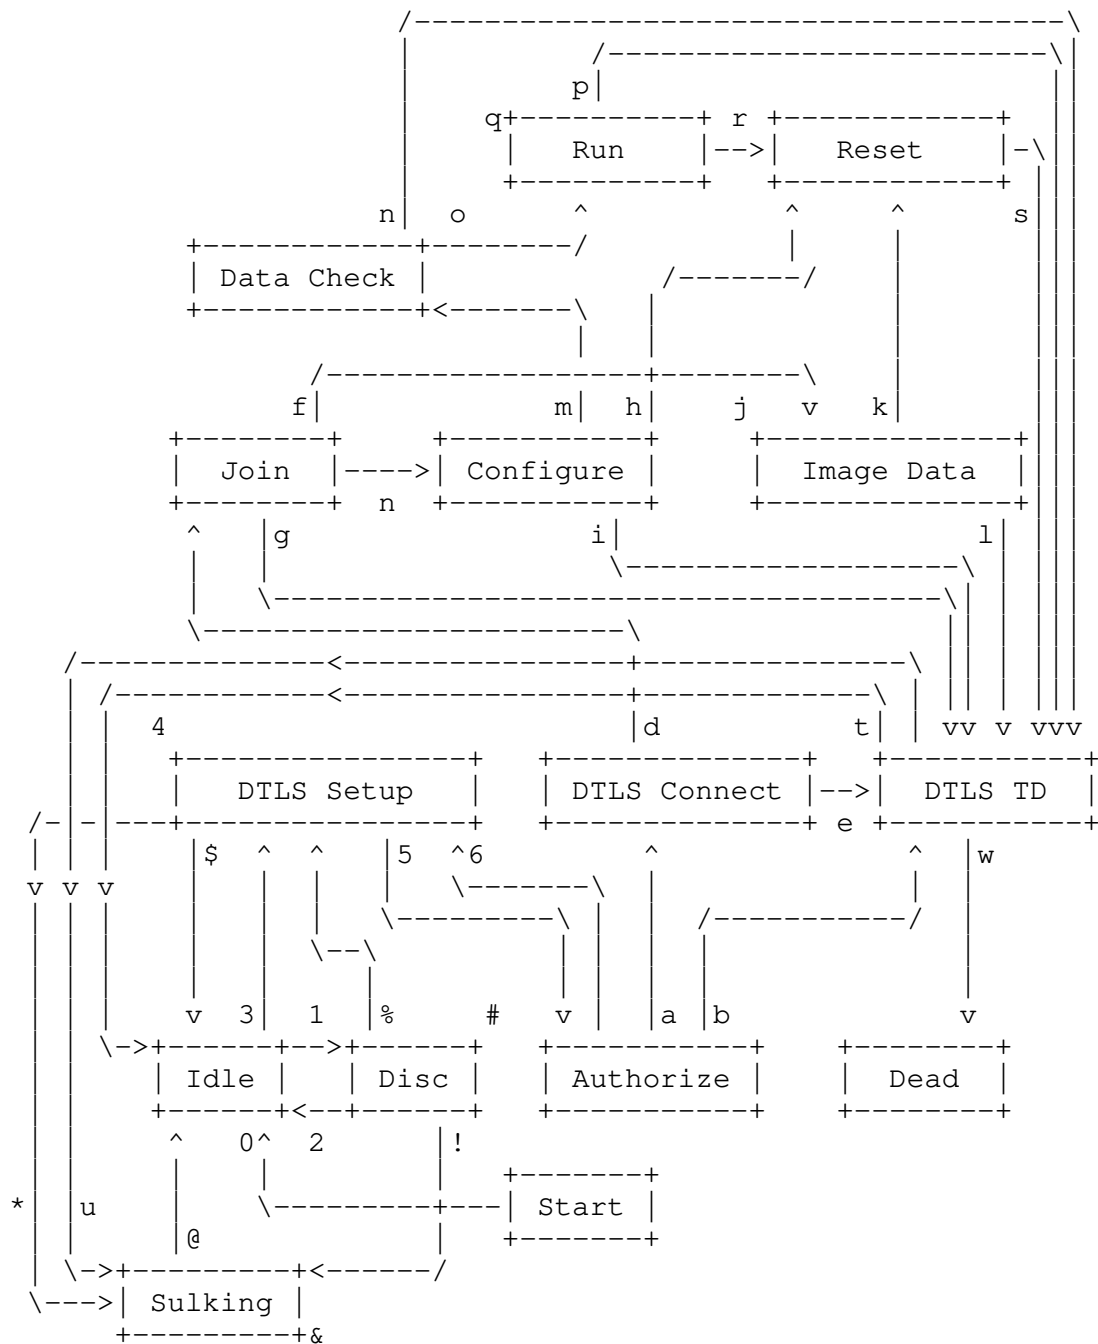 p
q r
Run Reset
n o s
Data Check
f m h j v k
Join Configure Image Data
n
^ g i l
4 d t vv v vvv
DTLS Setup DTLS Connect DTLS TD
e
$ ^ ^ 5 ^6 ^ ^ w
v v v
v 3 1 % # v a b v
Idle Disc Authorize Dead
^ 0^ 2 !
* u Start
@
Sulking
&